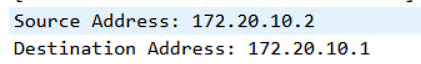 Source Address: 172.20.10.2
Destination Address: 172.20.10.1